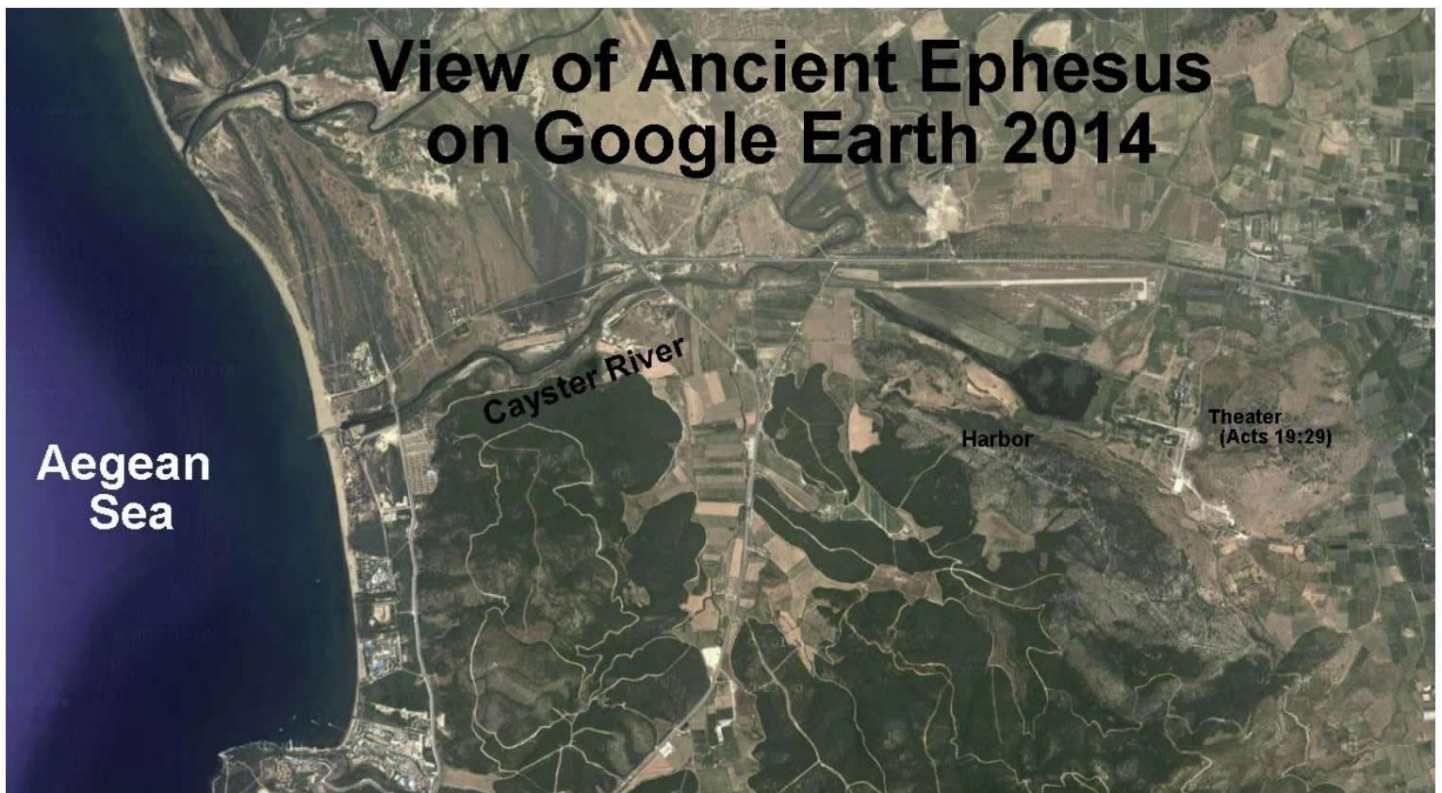 View of Ancient Ephesus
on Google Earth 2014
Cayster River
Theater
(Acts 19:29)
Harbor
Aegean
Sea